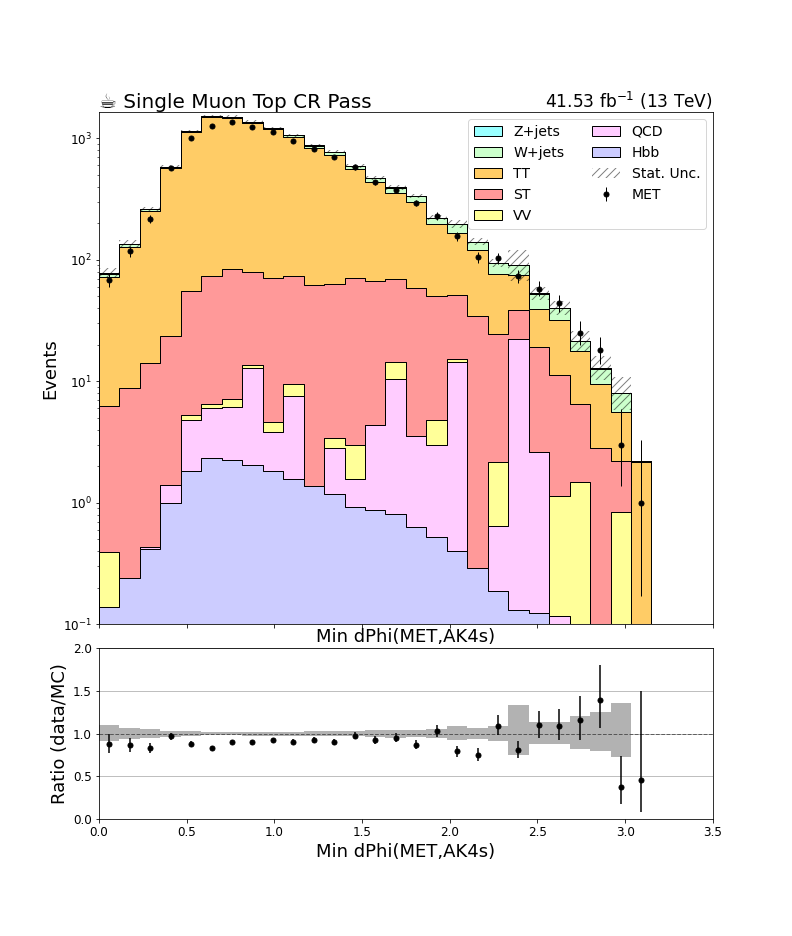 ☕ Single Muon Top CR Pass 41.53 fb⁻¹ (13 TeV)
Z+jets QCD
W+jets Hbb
TT Stat. Unc.
ST MET
VV
Events
10³
10²
10¹
10⁰
10⁻¹
Min dPhi(MET,AK4s)
Ratio (data/MC)
2.0
1.5
1.0
0.5
0.0
0.0 0.5 1.0 1.5 2.0 2.5 3.0 3.5
Min dPhi(MET,AK4s)